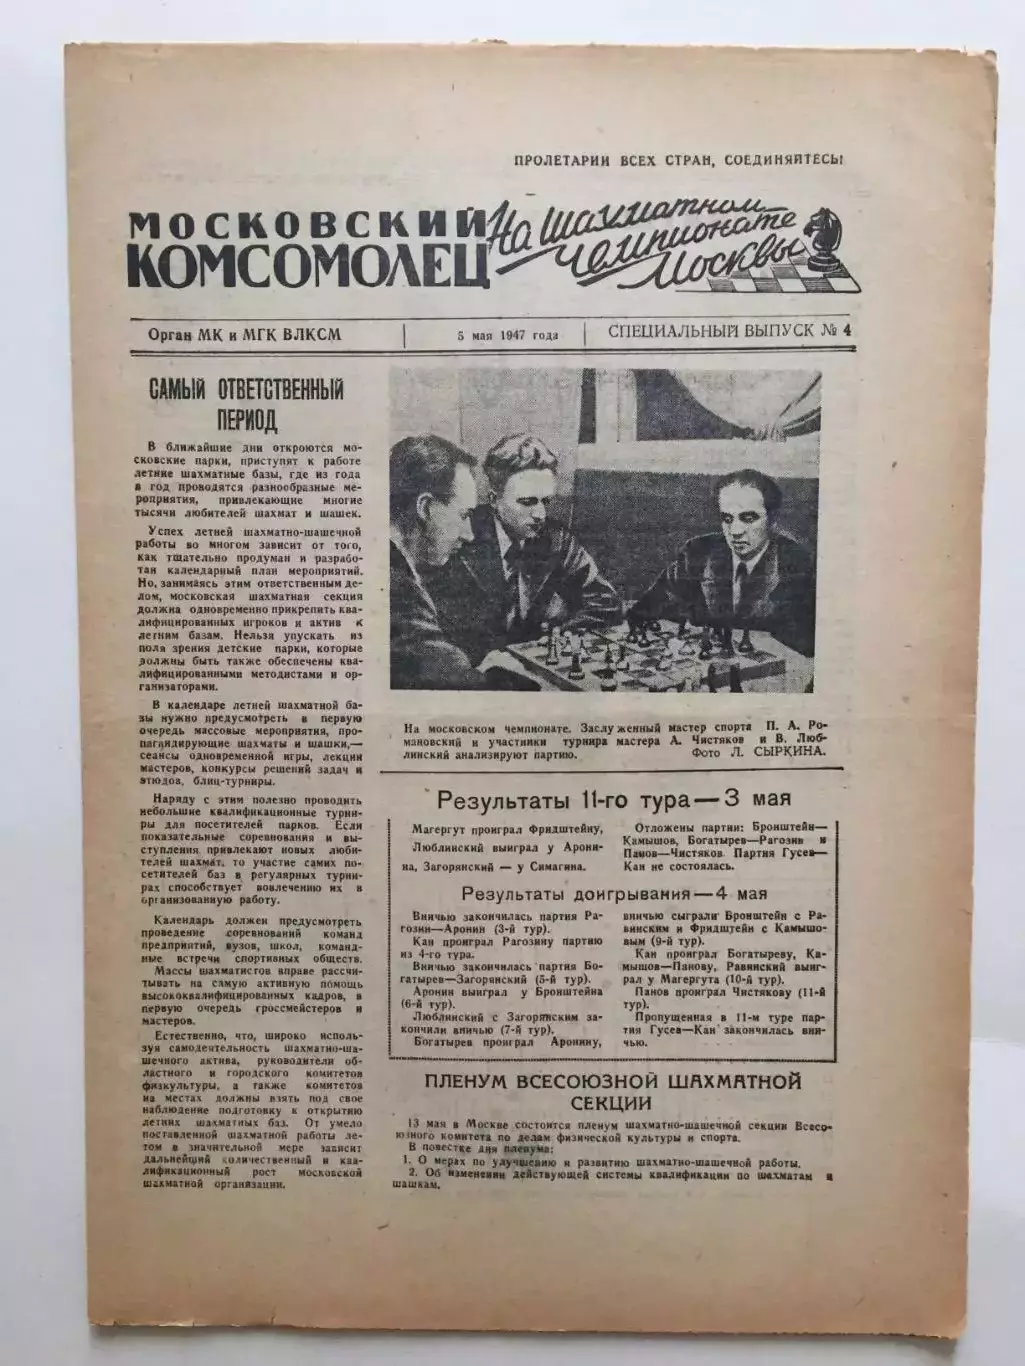 ПРОЛЕТАРИИ ВСЕХ СТРАН, СОЕДИНЯЙТЕСЬ!
МОСКОВСКИЙ
КОМСОМОЛЕЦ
На шахматном
чемпионате
Москвы
Орган МК и МГК ВЛКСМ
5 мая 1947 года
СПЕЦИАЛЬНЫЙ ВЫПУСК № 4
САМЫЙ ОТВЕТСТВЕННЫЙ
ПЕРИОД
В ближайшие дни откроются мо-
сковские парки, приступят к работе
летние шахматные базы, где из года
в год проводятся разнообразные ме-
роприятия, привлекающие многие
тысячи любителей шахмат и шашек.
Успех летней шахматно-шашечной
работы во многом зависит от того,
как тщательно продуман и разрабо-
тан календарный план мероприятий.
Но, занимаясь этим ответственным де-
лом, московская шахматная секция
должна одновременно прикрепить ква-
лифицированных игроков и актив к
летним базам. Нельзя упускать из
поля зрения детские парки, которые
должны быть также обеспечены ква-
лифицированными методистами и ор-
ганизаторами.
В календаре летней шахматной ба-
зы нужно предусмотреть в первую
очередь массовые мероприятия, про-
пагандирующие шахматы и шашки,—
сеансы одновременной игры, лекции
мастеров, конкурсы решений задач и
этюдов, блиц-турниры.
Наряду с этим полезно проводить
небольшие квалификационные турни-
ры для посетителей парков. Если
показательные соревнования и вы-
ступления привлекают новых люби-
телей шахмат, то участие самих по-
сетителей баз в регулярных турни-
рах способствует вовлечению их в
организованную работу.
Календарь должен предусмотреть
проведение соревнований команд
предприятий, вузов, школ, команд-
ные встречи спортивных обществ.
Массы шахматистов вправе рассчи-
тывать на самую активную помощь
высококвалифицированных кадров, в
первую очередь гроссмейстеров и
мастеров.
Естественно, что, широко исполь-
зуя самодеятельность шахматно-ша-
шечного актива, руководители об-
ластного и городского комитетов
физкультуры, а также комитетов
на местах должны взять под свое
наблюдение подготовку к открытию
летних шахматных баз. От умело
поставленной шахматной работы ле-
том в значительной мере зависит
дальнейший количественный и ква-
лификационный рост московской
шахматной организации.
На московском чемпионате. Заслуженный мастер спорта П. А. Ро-
мановский и участники турнира мастера А. Чистяков и В. Люб-
линский анализируют партию. Фото Л. СЫРКИНА.
Результаты 11-го тура — 3 мая
Магергут проиграл Фридштейну,
Люблинский выиграл у Арони-
на, Загорянский — у Симагина.
Отложены партии: Бронштейн—
Камышов, Богатырев—Рагозин и
Панов—Чистяков. Партия Гусев—
Кан не состоялась.
Результаты доигрывания — 4 мая
Вничью закончилась партия Ра-
гозин—Аронин (3-й тур).
Кан проиграл Рагозину партию
из 4-го тура.
Вничью закончилась партия Бо-
гатырев—Загорянский (5-й тур).
Аронин выиграл у Бронштейна
(6-й тур).
Люблинский с Загорянским за-
кончили вничью (7-й тур).
Богатырев проиграл Аронину,
вничью сыграли Бронштейн с Ра-
винским и Фридштейн с Камышо-
вым (9-й тур).
Кан проиграл Богатыреву, Ка-
мышов—Панову, Равинский выиг-
рал у Магергута (10-й тур).
Панов проиграл Чистякову (11-й
тур).
Пропущенная в 11-м туре пар-
тия Гусев—Кан закончилась вни-
чью.
ПЛЕНУМ ВСЕСОЮЗНОЙ ШАХМАТНОЙ
СЕКЦИИ
13 мая в Москве состоится пленум шахматно-шашечной секции Всесо-
юзного комитета по делам физической культуры и спорта.
В повестке дня пленума:
1. О мерах по улучшению и развитию шахматно-шашечной работы.
2. Об изменении действующей системы квалификации по шахматам и
шашкам.